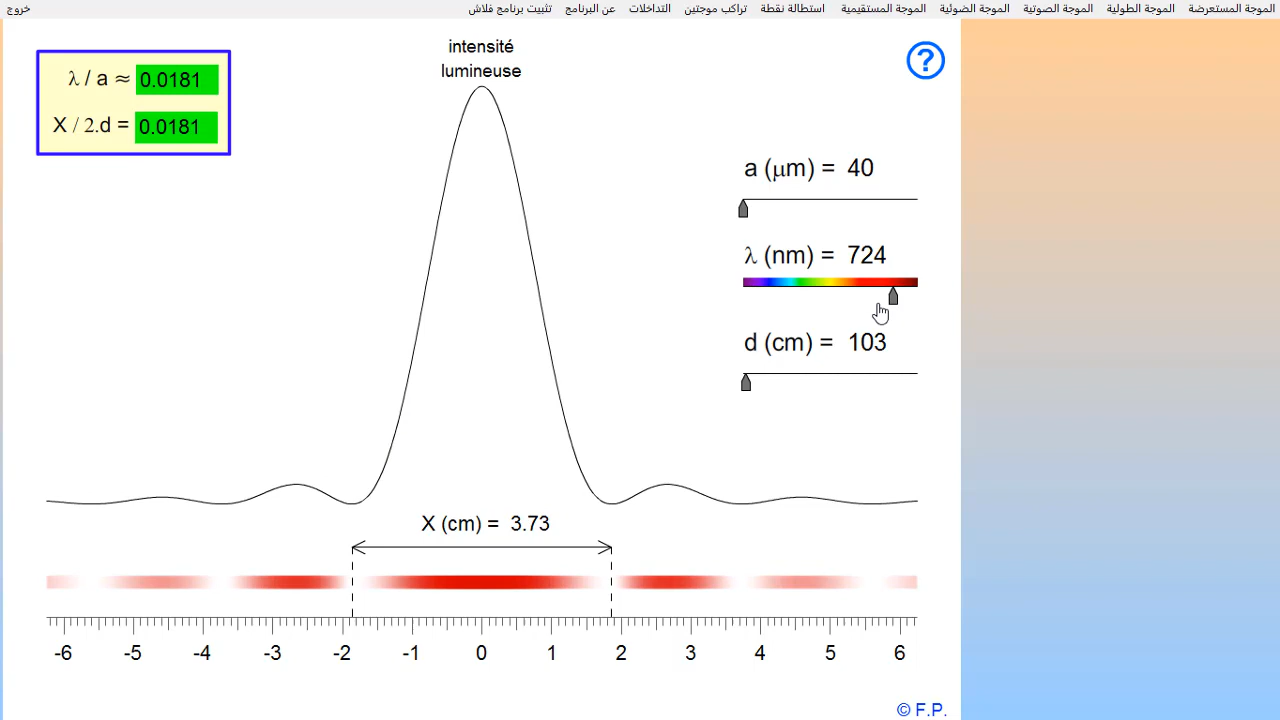 الموجة المستعرضة الموجة الطولية الموجة الصوتية الموجة الضوئية الموجة المستقيمية استطالة نقطة تراكب موجتين التداخلات عن البرنامج تثبيت برنامج فلاش خروج
λ / a ≈ 0.0181
X / 2.d = 0.0181
intensité
lumineuse
?
a (μm) = 40
λ (nm) = 724
d (cm) = 103
X (cm) = 3.73
-6 -5 -4 -3 -2 -1 0 1 2 3 4 5 6
© F.P.